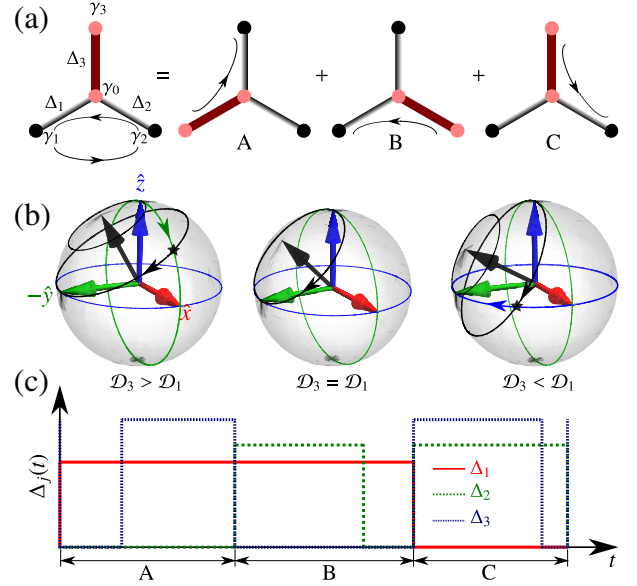 (a)
γ₃
Δ₃
γ₀
Δ₁ Δ₂
γ₁ γ₂
= + +
A B C
(b)
ẑ
−ŷ
x̂
𝒟₃ > 𝒟₁ 𝒟₃ = 𝒟₁ 𝒟₃ < 𝒟₁
(c)
Δⱼ(t)
Δ₁
Δ₂
Δ₃
A B C t